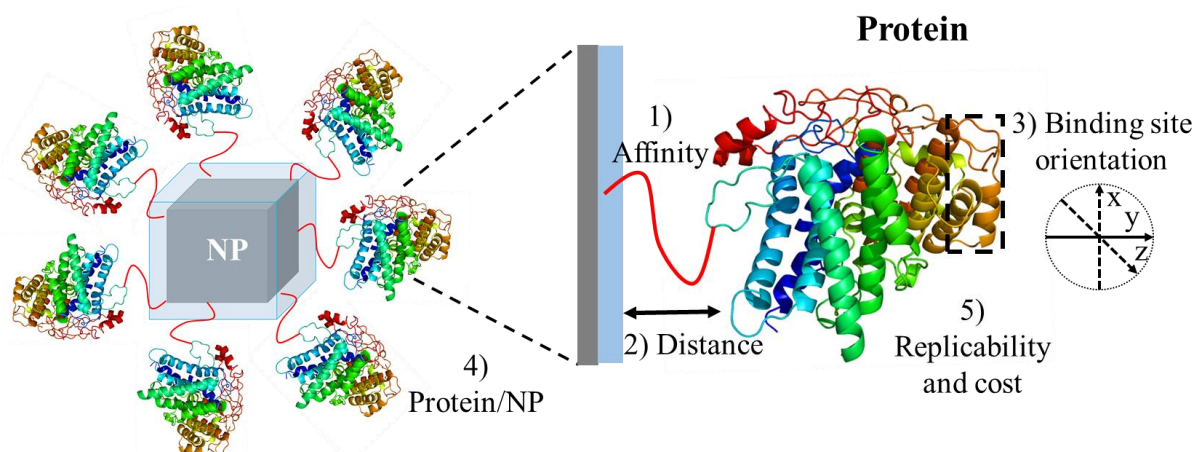 Protein
1)
Affinity
3) Binding site
orientation
x
y
z
NP
2) Distance
4)
Protein/NP
5)
Replicability
and cost